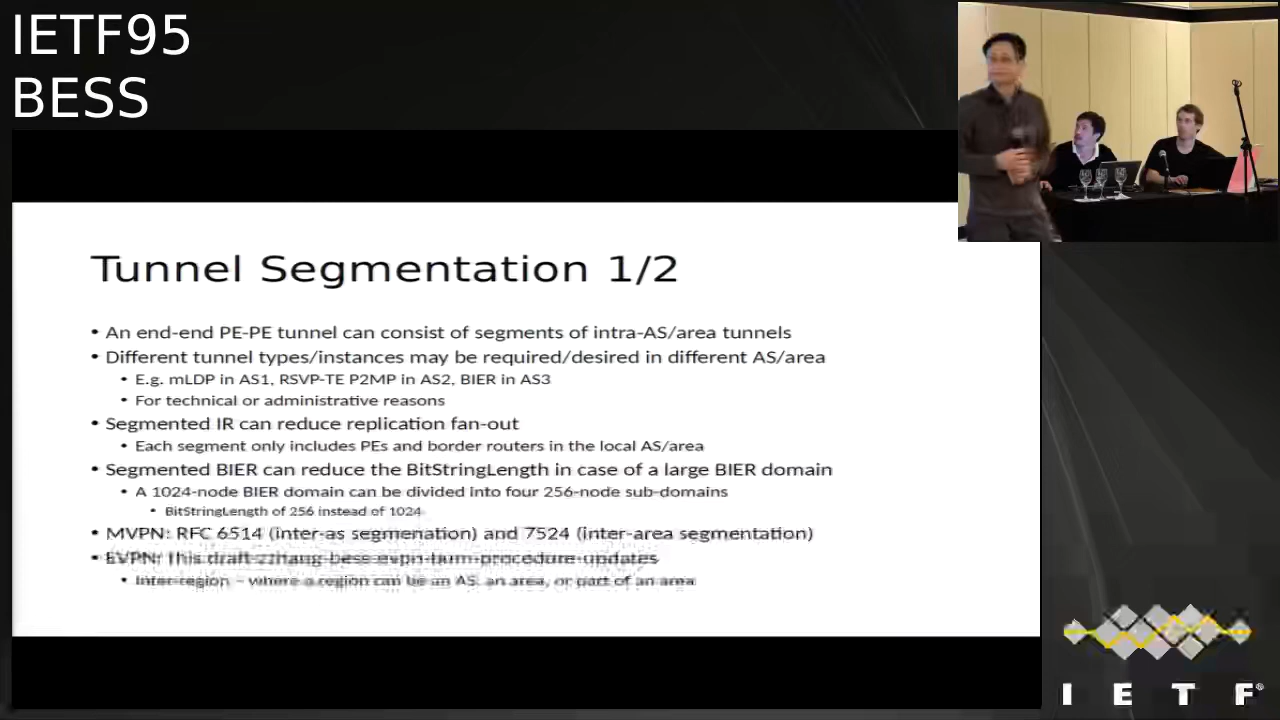 IETF95
BESS
Tunnel Segmentation 1/2
• An end-end PE-PE tunnel can consist of segments of intra-AS/area tunnels
• Different tunnel types/instances may be required/desired in different AS/area
• E.g. mLDP in AS1, RSVP-TE P2MP in AS2, BIER in AS3
• For technical or administrative reasons
• Segmented IR can reduce replication fan-out
• Each segment only includes PEs and border routers in the local AS/area
• Segmented BIER can reduce the BitStringLength in case of a large BIER domain
• A 1024-node BIER domain can be divided into four 256-node sub-domains
• BitStringLength of 256 instead of 1024
• MVPN: RFC 6514 (inter-as segmenation) and 7524 (inter-area segmentation)
• EVPN: this draft-zzhang-bess-evpn-bum-procedure-updates
• Inter-region – where a region can be an AS, an area, or part of an area
I E T F®